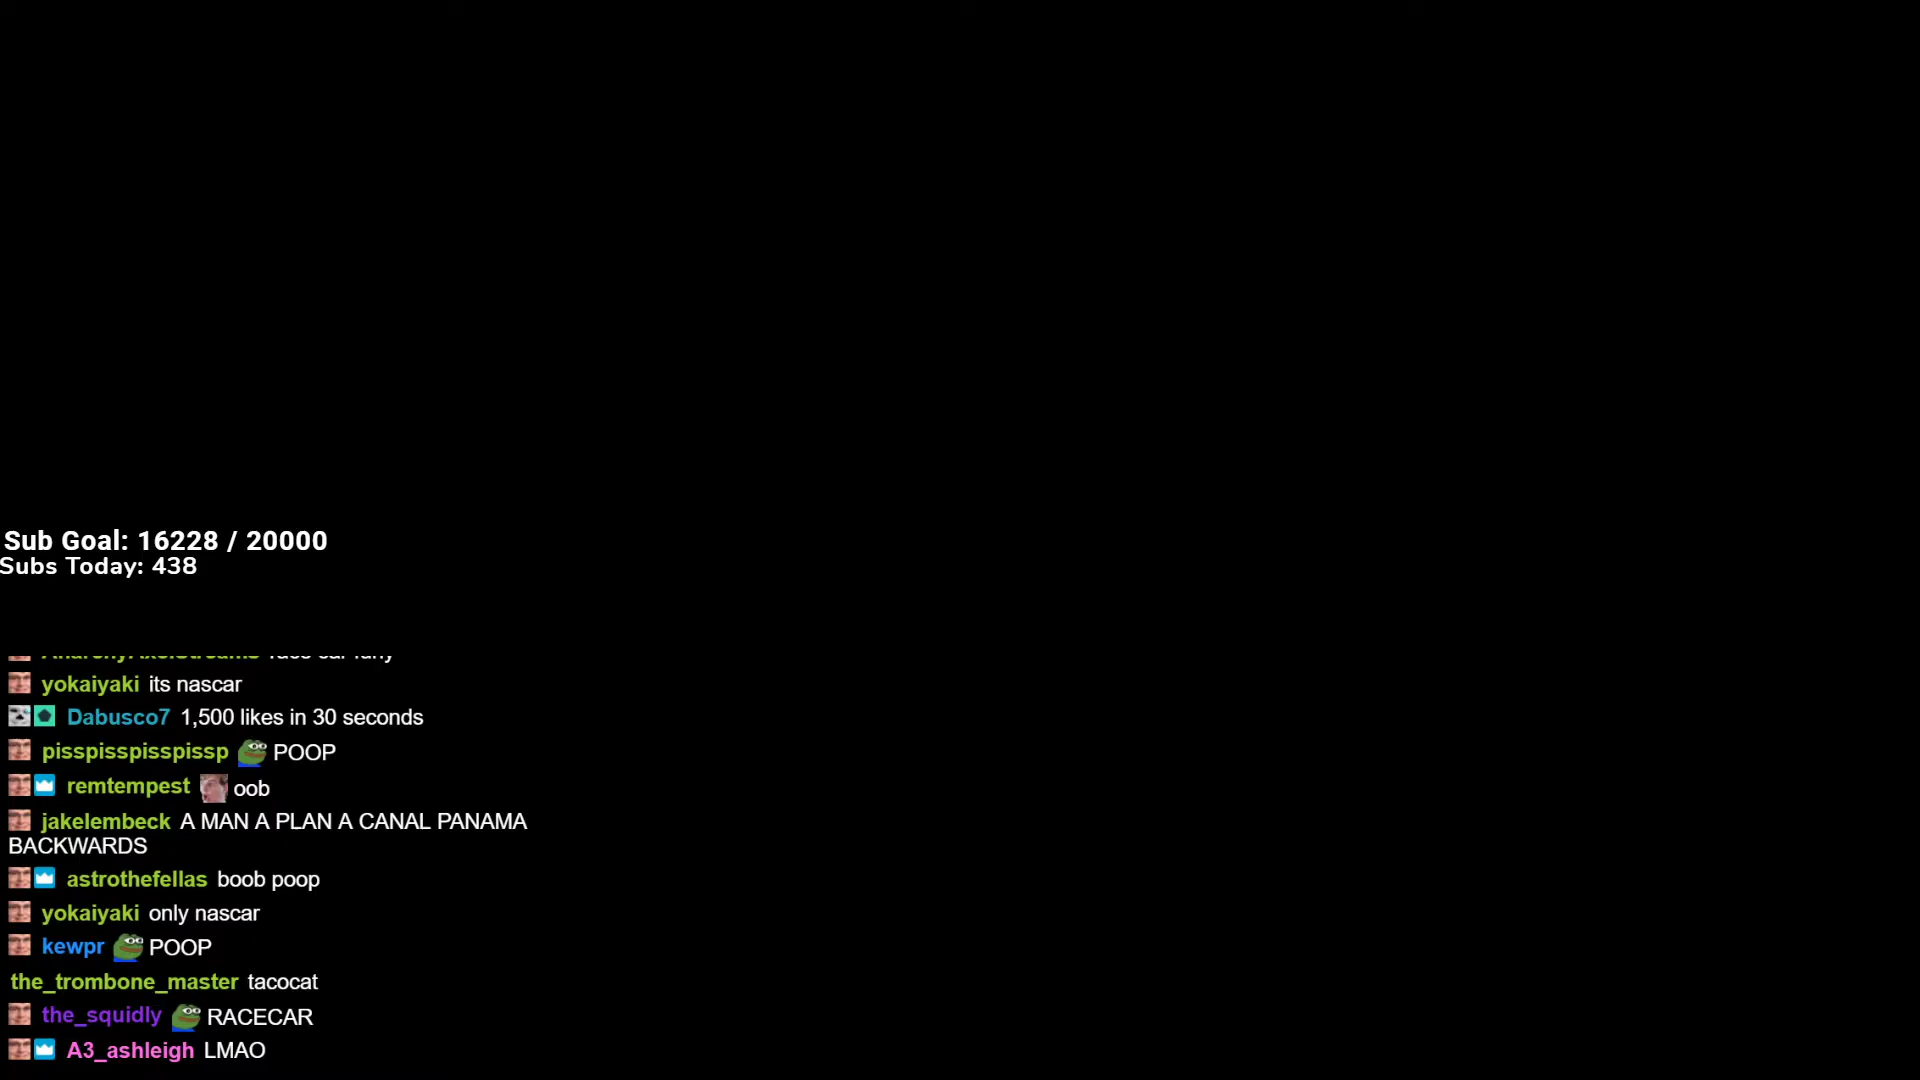 Sub Goal: 16228 / 20000
Subs Today: 438
yokaiyaki its nascar
Dabusco7 1,500 likes in 30 seconds
pisspisspisspissp POOP
remtempest oob
jakelembeck A MAN A PLAN A CANAL PANAMA
BACKWARDS
astrothefellas boob poop
yokaiyaki only nascar
kewpr POOP
the_trombone_master tacocat
the_squidly RACECAR
A3_ashleigh LMAO